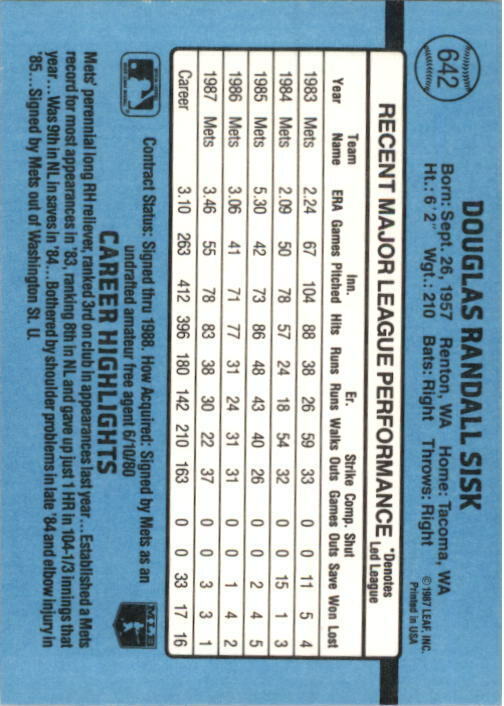 642
DOUGLAS RANDALL SISK
Born: Sept. 26, 1957 Renton, WA Home: Tacoma, WA
Ht.: 6' 2" Wgt.: 210 Bats: Right Throws: Right
© 1987 LEAF, INC.
Printed in USA
RECENT MAJOR LEAGUE PERFORMANCE *Denotes Led League
Team Inn. Er. Strike Comp. Shut
Year Name ERA Games Pitched Hits Runs Runs Walks Outs Games Outs Save Won Lost
1983 Mets 2.24 67 104 88 38 26 59 33 0 0 11 5 4
1984 Mets 2.09 50 78 57 24 18 54 32 0 0 15 1 3
1985 Mets 5.30 42 73 86 48 43 40 26 0 0 2 4 5
1986 Mets 3.06 41 71 77 31 24 31 31 0 0 1 4 2
1987 Mets 3.46 55 78 83 38 30 22 37 0 0 3 3 1
Career 3.10 263 412 396 180 142 210 163 0 0 33 17 16
Contract Status: Signed thru 1988. How Acquired: Signed by Mets as an
undrafted amateur free agent 6/10/80
CAREER HIGHLIGHTS
Mets' perennial long RH reliever, ranked 3rd on club in appearances last year...Established a Mets
record for most appearances in '83, ranking 8th in NL and gave up just 1 HR in 104-1/3 innings that
year...Was 9th in NL in saves in '84...Bothered by shoulder problems in late '84 and elbow injury in
'85...Signed by Mets out of Washington St. U.